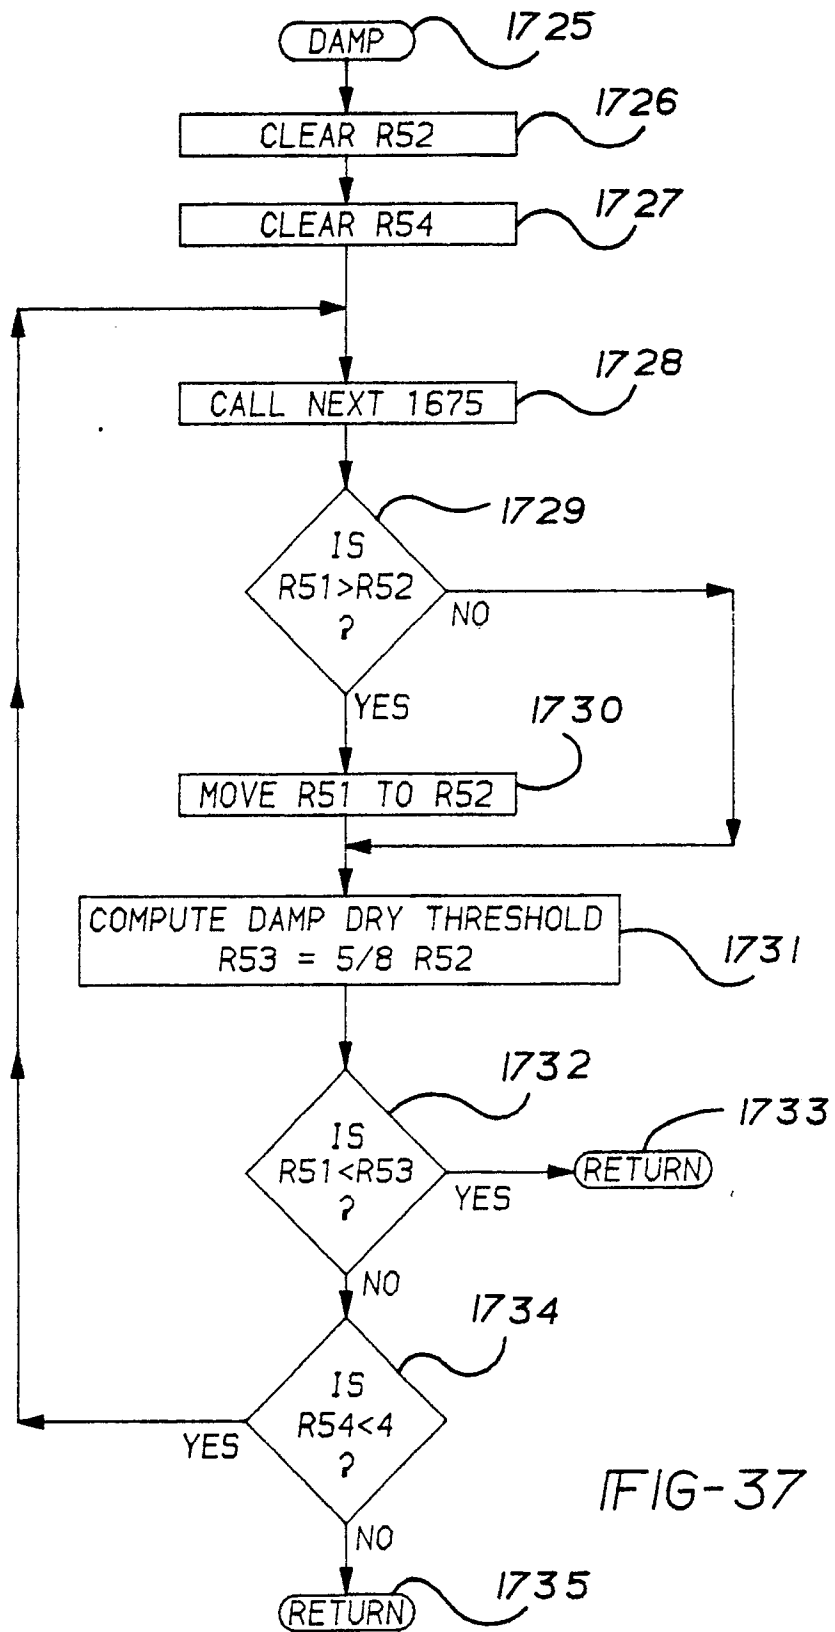 DAMP
1725
CLEAR R52
1726
CLEAR R54
1727
CALL NEXT 1675
1728
IS
R51>R52
?
1729
NO
YES
MOVE R51 TO R52
1730
COMPUTE DAMP DRY THRESHOLD
R53 = 5/8 R52
1731
IS
R51<R53
?
1732
YES
RETURN
1733
NO
IS
R54<4
?
1734
YES
NO
RETURN
1735
FIG-37